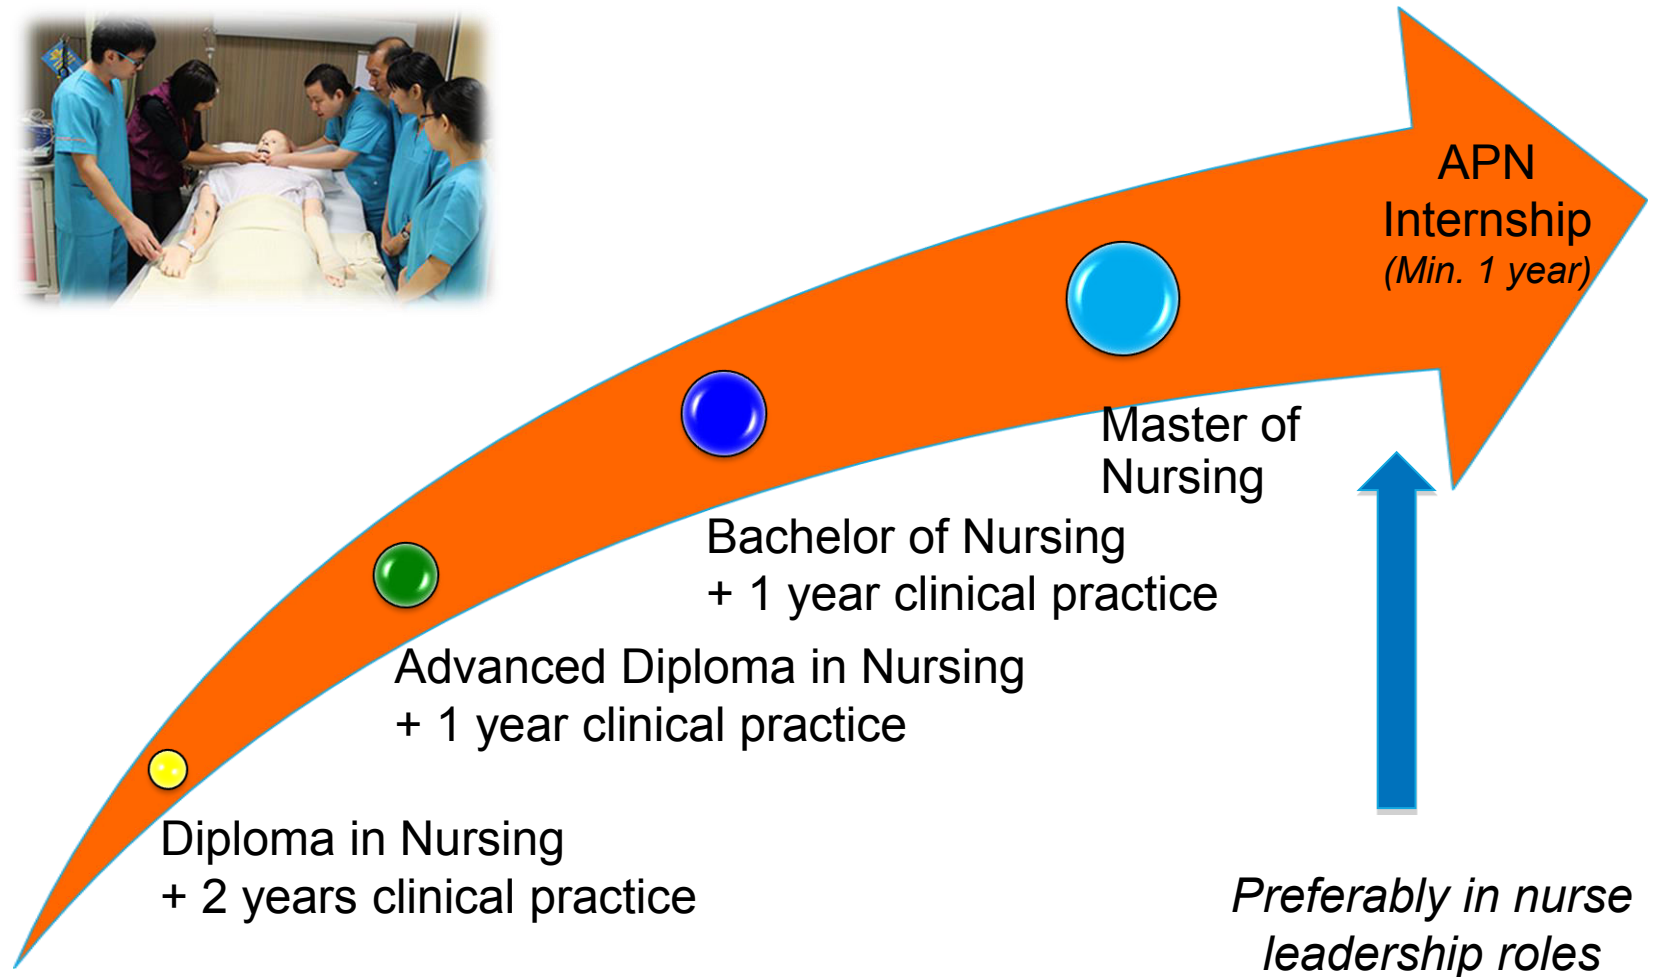 APN
Internship
(Min. 1 year)
Master of
Nursing
Bachelor of Nursing
+ 1 year clinical practice
Advanced Diploma in Nursing
+ 1 year clinical practice
Diploma in Nursing
+ 2 years clinical practice
Preferably in nurse
leadership roles